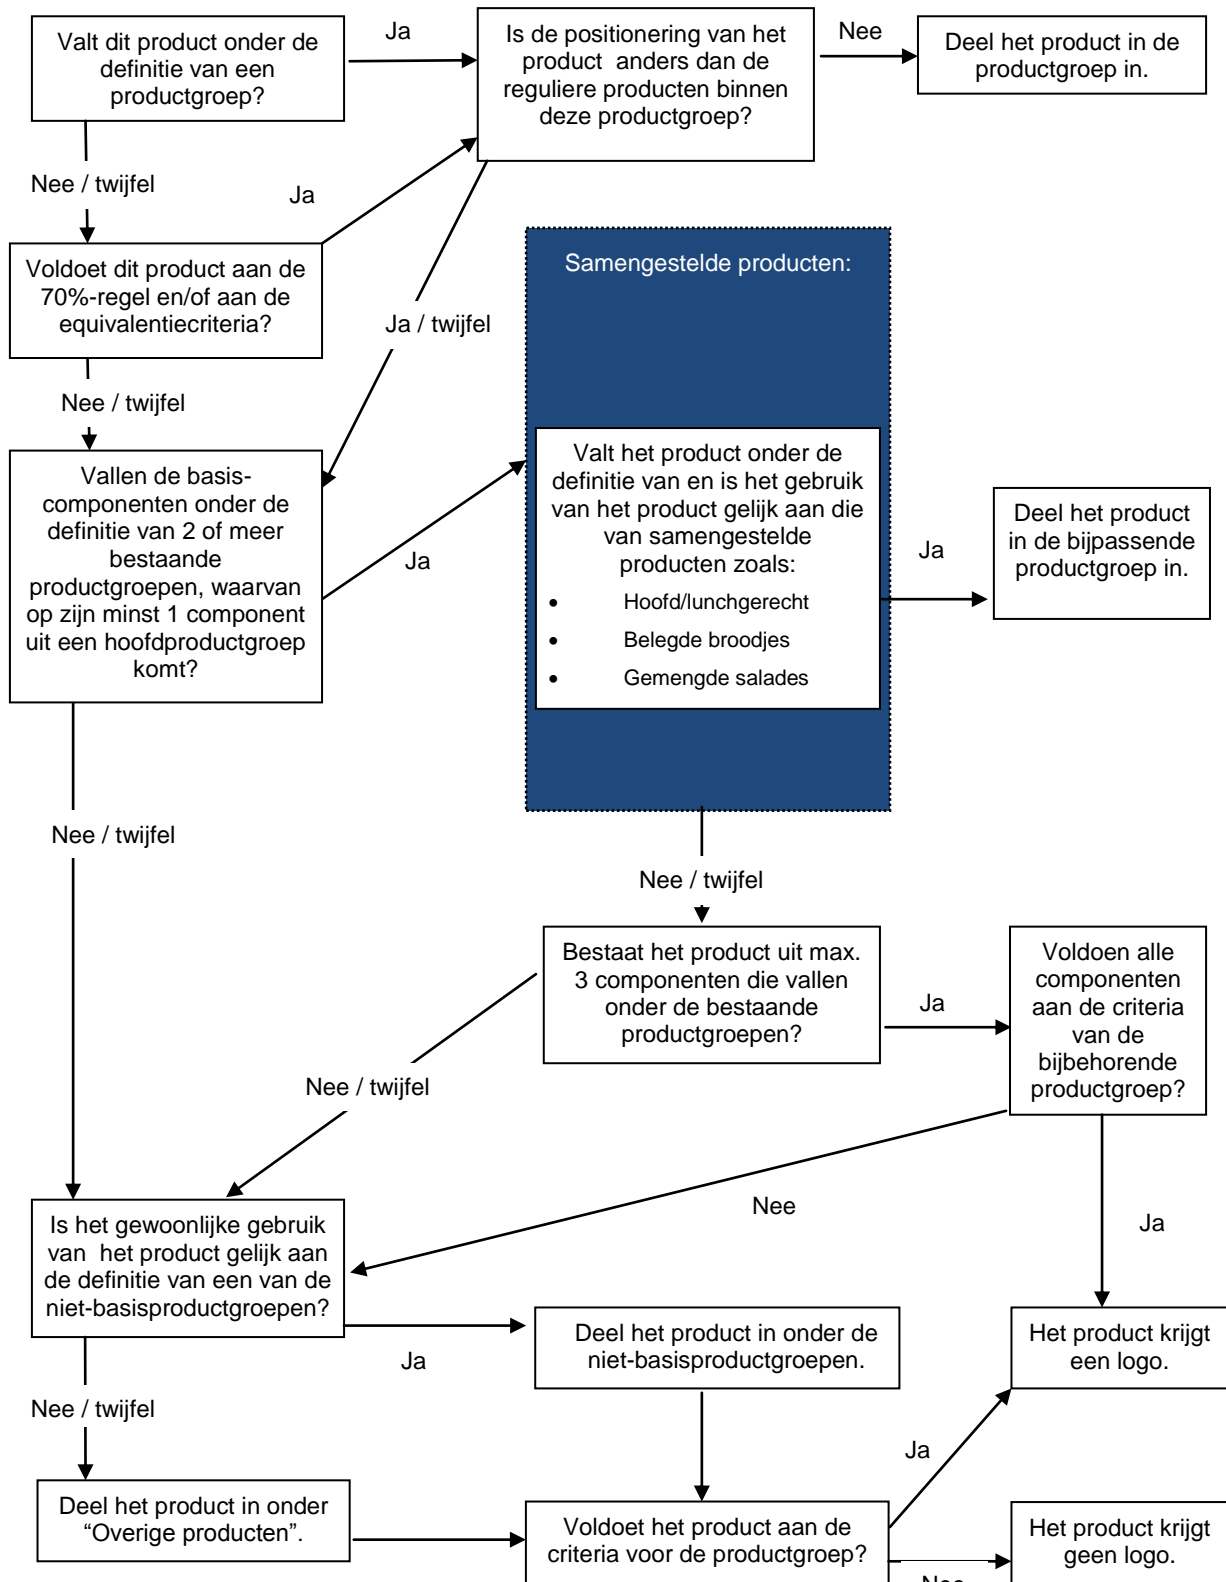 Valt dit product onder de
definitie van een
productgroep?
Ja
Is de positionering van het
product anders dan de
reguliere producten binnen
deze productgroep?
Nee
Deel het product in de
productgroep in.
Nee / twijfel
Ja
Voldoet dit product aan de
70%-regel en/of aan de
equivalentiecriteria?
Ja / twijfel
Samengestelde producten:
Nee / twijfel
Vallen de basis-
componenten onder de
definitie van 2 of meer
bestaande
productgroepen, waarvan
op zijn minst 1 component
uit een hoofdproductgroep
komt?
Ja
Valt het product onder de
definitie van en is het gebruik
van het product gelijk aan die
van samengestelde
producten zoals:
• Hoofd/lunchgerecht
• Belegde broodjes
• Gemengde salades
Ja
Deel het product
in de bijpassende
productgroep in.
Nee / twijfel
Nee / twijfel
Bestaat het product uit max.
3 componenten die vallen
onder de bestaande
productgroepen?
Ja
Voldoen alle
componenten
aan de criteria
van de
bijbehorende
productgroep?
Nee / twijfel
Nee
Ja
Is het gewoonlijke gebruik
van het product gelijk aan
de definitie van een van de
niet-basisproductgroepen?
Ja
Deel het product in onder de
niet-basisproductgroepen.
Het product krijgt
een logo.
Nee / twijfel
Ja
Deel het product in onder
“Overige producten”.
Voldoet het product aan de
criteria voor de productgroep?
Het product krijgt
geen logo.
Nee